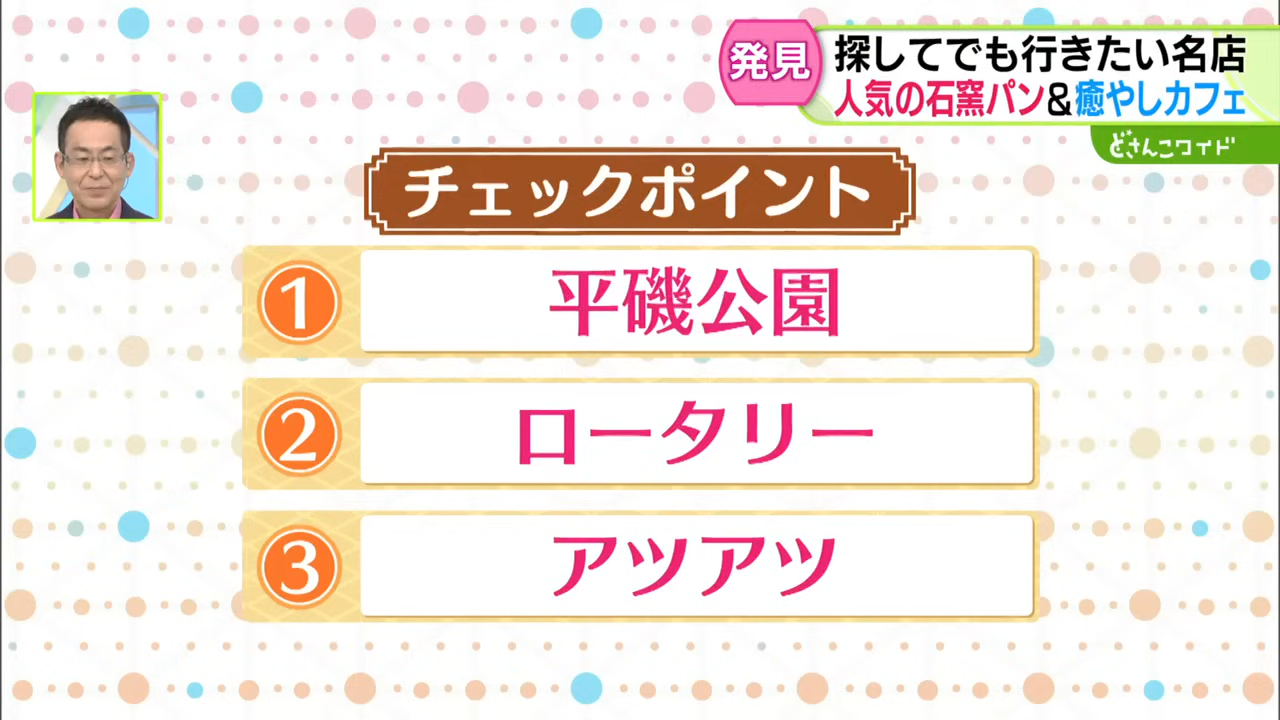 発見
探してでも行きたい名店
人気の石窯パン&癒やしカフェ
どさんこワイド
チェックポイント
1 平磯公園
2 ロータリー
3 アツアツ